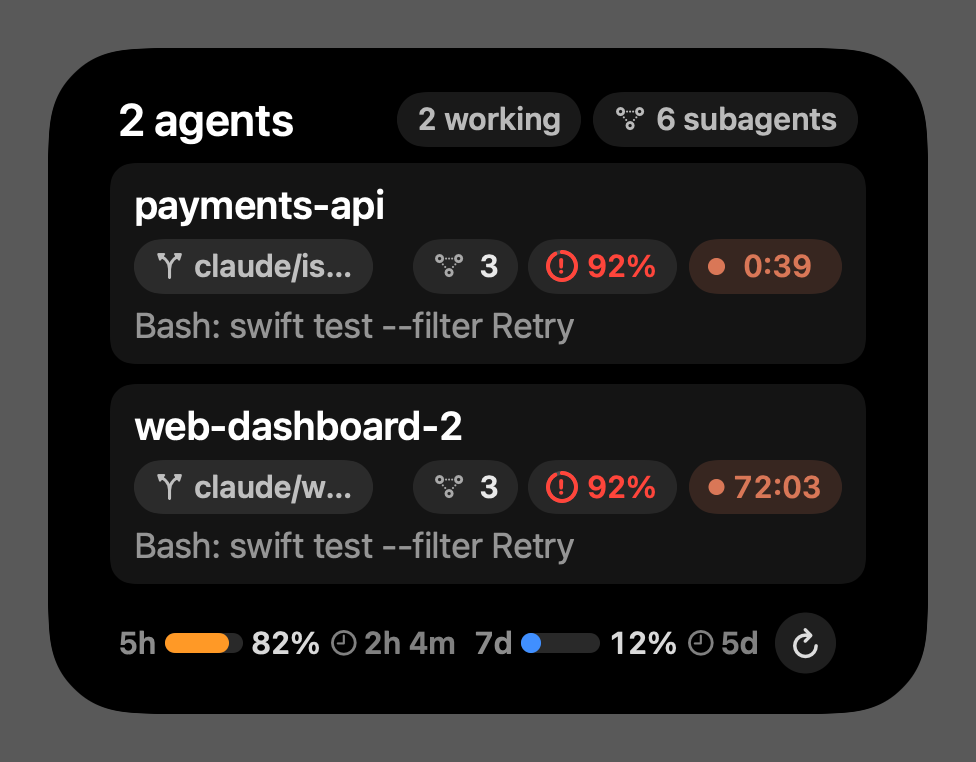 2 agents 2 working 6 subagents
payments-api
claude/is... 3 92% 0:39
Bash: swift test --filter Retry
web-dashboard-2
claude/w... 3 92% 72:03
Bash: swift test --filter Retry
5h 82% 2h 4m 7d 12% 5d